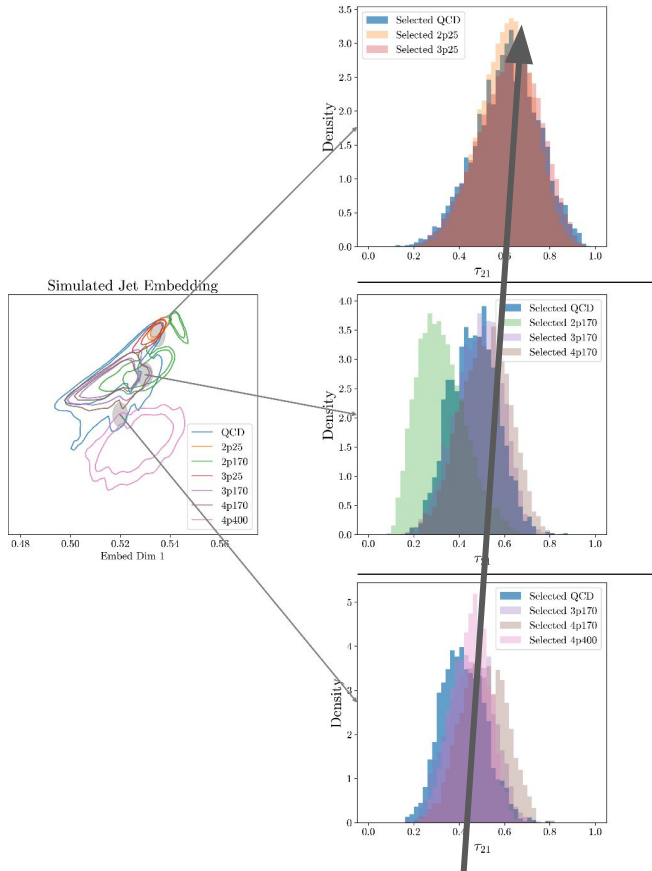 3.5
3.0
2.5
2.0
1.5
1.0
0.5
0.0
Density
Selected QCD
Selected 2p25
Selected 3p25
0.0 0.2 0.4 0.6 0.8 1.0
τ21
Simulated Jet Embedding
QCD
2p25
2p170
3p25
3p170
4p170
4p400
0.48 0.50 0.52 0.54 0.56
Embed Dim 1
4.0
3.5
3.0
2.5
2.0
1.5
1.0
0.5
0.0
Density
Selected QCD
Selected 2p170
Selected 3p170
Selected 4p170
0.0 0.2 0.4 0.6 0.8 1.0
τ21
5
4
3
2
1
0
Density
Selected QCD
Selected 3p170
Selected 4p170
Selected 4p400
0.0 0.2 0.4 0.6 0.8 1.0
τ21